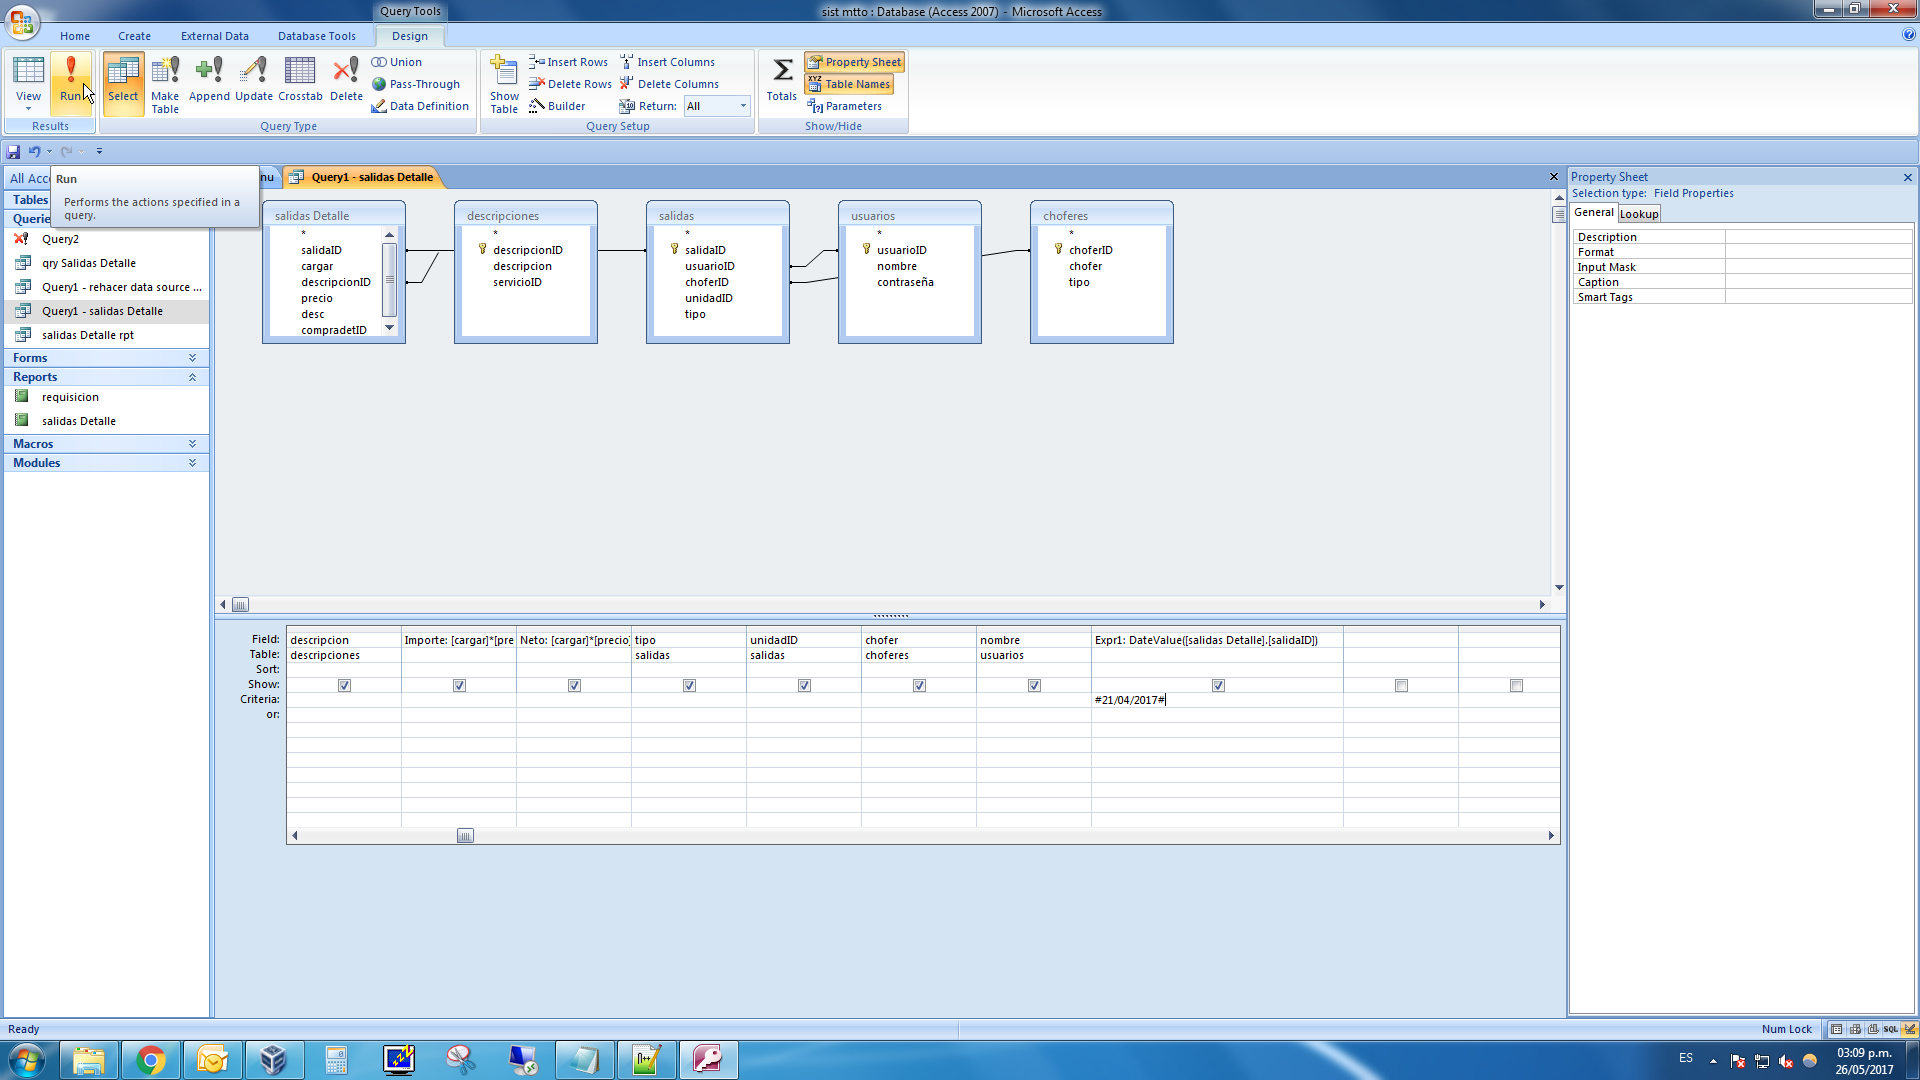 Query Tools
sist mtto : Database (Access 2007) - Microsoft Access
Home
Create
External Data
Database Tools
Design
View
Run
Results
Select
Make
Table
Append
Update
Crosstab
Delete
Union
Pass-Through
Data Definition
Query Type
Show
Table
Insert Rows
Delete Rows
Builder
Insert Columns
Delete Columns
Return:
All
Query Setup
Totals
Property Sheet
Table Names
Parameters
Show/Hide
All Acc
Run
Performs the actions specified in a
query.
Tables
Querie
Query2
qry Salidas Detalle
Query1 - rehacer data source ...
Query1 - salidas Detalle
salidas Detalle rpt
Forms
Reports
requisicion
salidas Detalle
Macros
Modules
nu
Query1 - salidas Detalle
salidas Detalle
*
salidaID
cargar
descripcionID
precio
desc
compradetID
descripciones
*
descripcionID
descripcion
servicioID
salidas
*
salidaID
usuarioID
choferID
unidadID
tipo
usuarios
*
usuarioID
nombre
contraseña
choferes
*
choferID
chofer
tipo
Field: descripcion Importe: [cargar]*[pre Neto: [cargar]*[precio] tipo unidadID chofer nombre Expr1: DateValue([salidas Detalle].[salidaID])
Table: descripciones salidas salidas choferes usuarios
Sort:
Show:
Criteria: #21/04/2017#
or:
Property Sheet
Selection type: Field Properties
General
Lookup
Description
Format
Input Mask
Caption
Smart Tags
Ready
Num Lock
SQL
ES
03:09 p.m.
26/05/2017